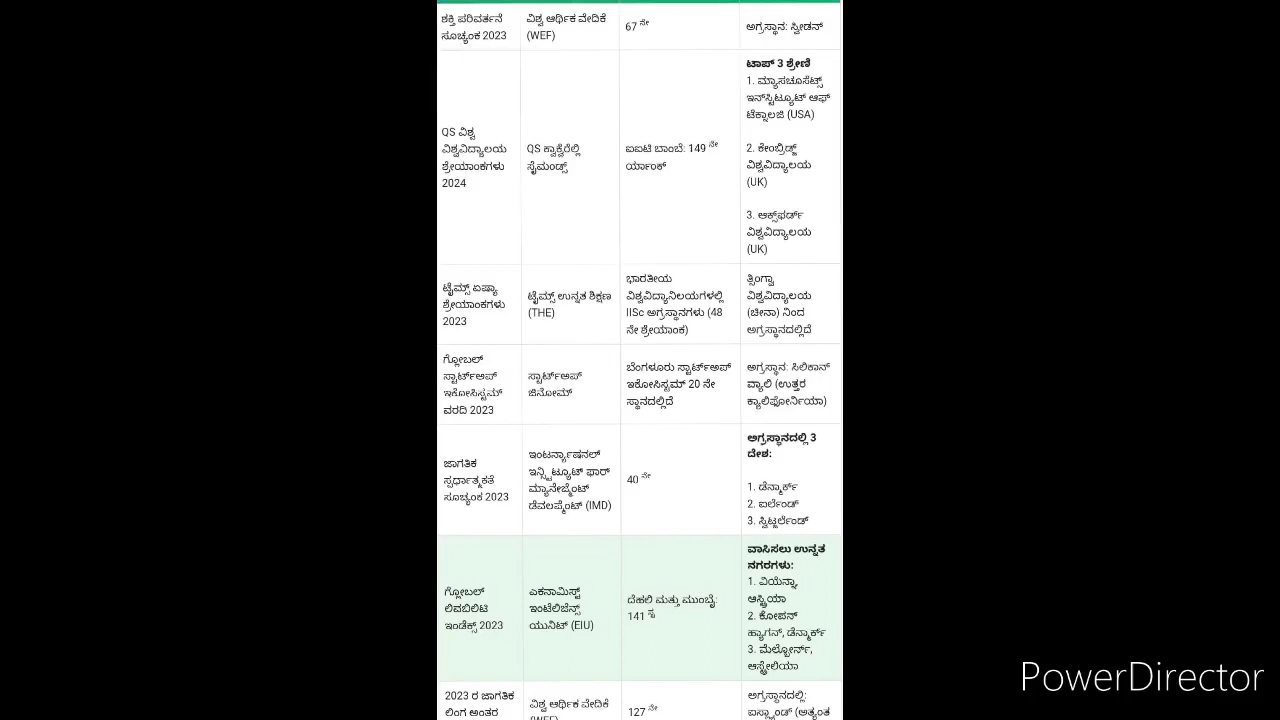 ಶಕ್ತಿ ಪರಿವರ್ತನೆ
ಸೂಚ್ಯಂಕ 2023
ವಿಶ್ವ ಆರ್ಥಿಕ ವೇದಿಕೆ
(WEF)
67 ನೇ
ಅಗ್ರಸ್ಥಾನ: ಸ್ವೀಡನ್
QS ವಿಶ್ವ
ವಿಶ್ವವಿದ್ಯಾಲಯ
ಶ್ರೇಯಾಂಕಗಳು
2024
QS ಕ್ವಾಕ್ವೆರೆಲ್ಲಿ
ಸೈಮಂಡ್ಸ್
ಐಐಟಿ ಬಾಂಬೆ: 149 ನೇ
ರ್ಯಾಂಕ್
ಟಾಪ್ 3 ಶ್ರೇಣಿ
1. ಮ್ಯಾಸಚೂಸೆಟ್ಸ್
ಇನ್‌ಸ್ಟಿಟ್ಯೂಟ್ ಆಫ್
ಟೆಕ್ನಾಲಜಿ (USA)
2. ಕೇಂಬ್ರಿಡ್ಜ್
ವಿಶ್ವವಿದ್ಯಾಲಯ
(UK)
3. ಆಕ್ಸ್‌ಫರ್ಡ್
ವಿಶ್ವವಿದ್ಯಾಲಯ
(UK)
ಟೈಮ್ಸ್ ಏಷ್ಯಾ
ಶ್ರೇಯಾಂಕಗಳು
2023
ಟೈಮ್ಸ್ ಉನ್ನತ ಶಿಕ್ಷಣ
(THE)
ಭಾರತೀಯ
ವಿಶ್ವವಿದ್ಯಾನಿಲಯಗಳಲ್ಲಿ
IISc ಅಗ್ರಸ್ಥಾನಗಳು (48
ನೇ ಶ್ರೇಯಾಂಕ)
ತ್ಸಿಂಗ್ವಾ
ವಿಶ್ವವಿದ್ಯಾಲಯ
(ಚೀನಾ) ನಿಂದ
ಅಗ್ರಸ್ಥಾನದಲ್ಲಿದೆ
ಗ್ಲೋಬಲ್
ಸ್ಟಾರ್ಟ್‌ಅಪ್
ಇಕೋಸಿಸ್ಟಮ್
ವರದಿ 2023
ಸ್ಟಾರ್ಟ್‌ಅಪ್
ಜಿನೋಮ್
ಬೆಂಗಳೂರು ಸ್ಟಾರ್ಟ್‌ಅಪ್
ಇಕೋಸಿಸ್ಟಮ್ 20 ನೇ
ಸ್ಥಾನದಲ್ಲಿದೆ
ಅಗ್ರಸ್ಥಾನ: ಸಿಲಿಕಾನ್
ವ್ಯಾಲಿ (ಉತ್ತರ
ಕ್ಯಾಲಿಫೋರ್ನಿಯಾ)
ಜಾಗತಿಕ
ಸ್ಪರ್ಧಾತ್ಮಕತೆ
ಸೂಚ್ಯಂಕ 2023
ಇಂಟರ್ನ್ಯಾಷನಲ್
ಇನ್ಸ್ಟಿಟ್ಯೂಟ್ ಫಾರ್
ಮ್ಯಾನೇಜ್ಮೆಂಟ್
ಡೆವಲಪ್ಮೆಂಟ್ (IMD)
40 ನೇ
ಅಗ್ರಸ್ಥಾನದಲ್ಲಿ 3
ದೇಶ:
1. ಡೆನ್ಮಾರ್ಕ್
2. ಐರ್ಲೆಂಡ್
3. ಸ್ವಿಟ್ಜರ್ಲೆಂಡ್
ಗ್ಲೋಬಲ್
ಲಿವಬಿಲಿಟಿ
ಇಂಡೆಕ್ಸ್ 2023
ಎಕನಾಮಿಸ್ಟ್
ಇಂಟೆಲಿಜೆನ್ಸ್
ಯುನಿಟ್ (EIU)
ದೆಹಲಿ ಮತ್ತು ಮುಂಬೈ:
141 ಸ್ಟ
ವಾಸಿಸಲು ಉನ್ನತ
ನಗರಗಳು:
1. ವಿಯೆನ್ನಾ,
ಆಸ್ಟ್ರಿಯಾ
2. ಕೋಪನ್
ಹ್ಯಾಗನ್, ಡೆನ್ಮಾರ್ಕ್
3. ಮೆಲ್ಬೋರ್ನ್,
ಆಸ್ಟ್ರೇಲಿಯಾ
2023 ರ ಜಾಗತಿಕ
ಲಿಂಗ ಅಂತರ
ವಿಶ್ವ ಆರ್ಥಿಕ ವೇದಿಕೆ
(WEF)
127 ನೇ
ಅಗ್ರಸ್ಥಾನದಲ್ಲಿ:
ಐಸ್ಲ್ಯಾಂಡ್ (ಅತ್ಯಂತ
PowerDirector